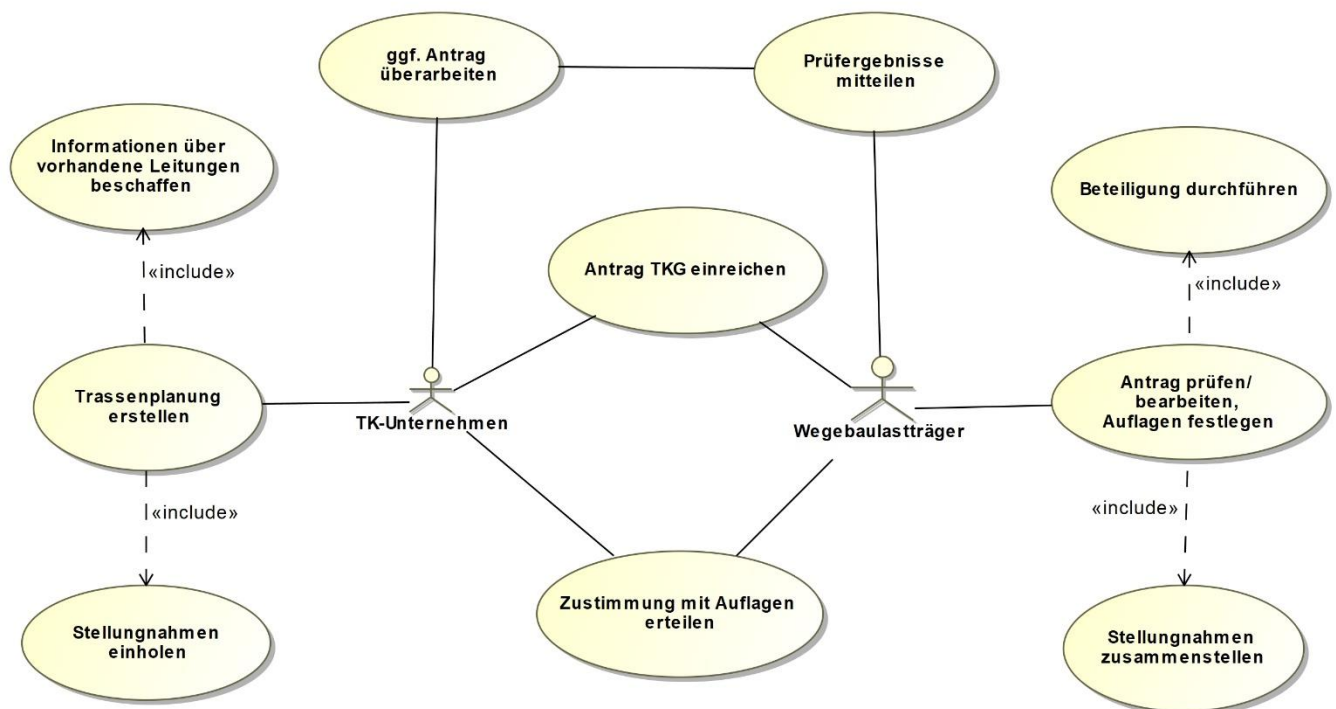 ggf. Antrag
überarbeiten
Prüfergebnisse
mitteilen
Informationen über
vorhandene Leitungen
beschaffen
Beteiligung durchführen
Antrag TKG einreichen
«include»
«include»
Trassenplanung
erstellen
TK-Unternehmen
Wegebaulastträger
Antrag prüfen/
bearbeiten,
Auflagen festlegen
«include»
«include»
Zustimmung mit Auflagen
erteilen
Stellungnahmen
einholen
Stellungnahmen
zusammenstellen